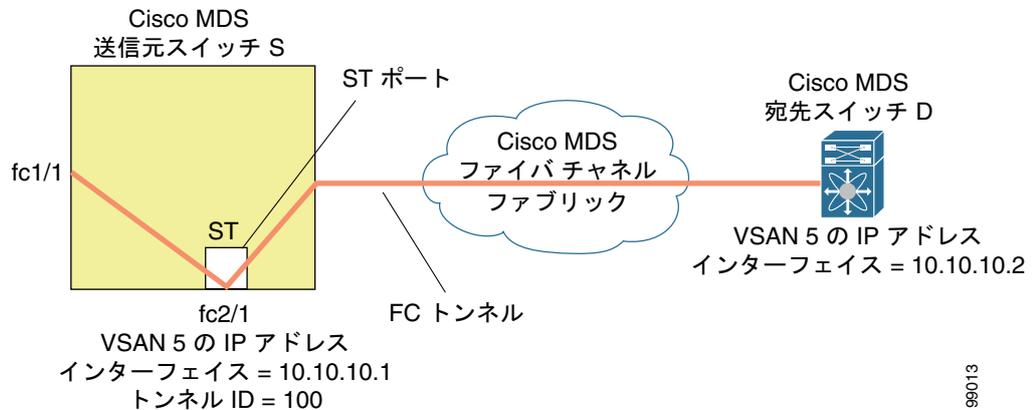 Cisco MDS
送信元スイッチ S
ST ポート
Cisco MDS
宛先スイッチ D
fc1/1
Cisco MDS
ファイバ チャネル
ファブリック
ST
VSAN 5 の IP アドレス
インターフェイス = 10.10.10.2
fc2/1
FC トンネル
VSAN 5 の IP アドレス
インターフェイス = 10.10.10.1
トンネル ID = 100
99013